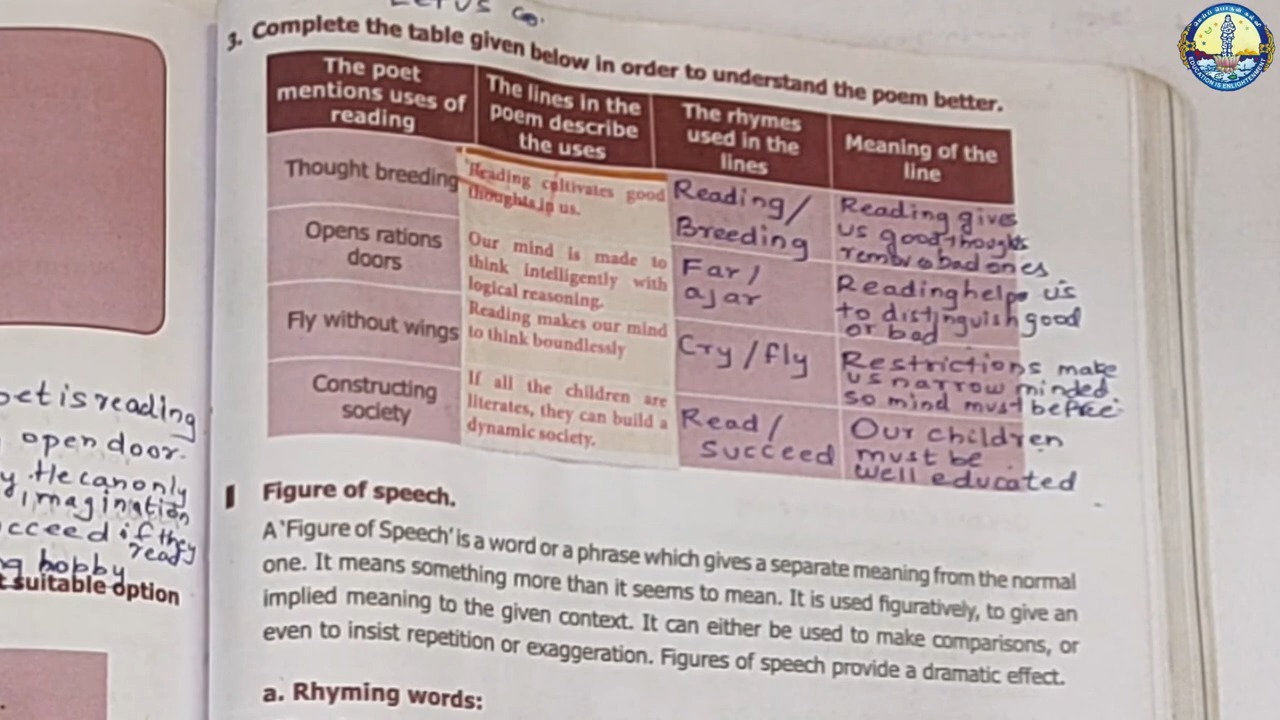 LET US
3. Complete the table given below in order to understand the poem better.
The poet
mentions uses of
reading
The lines in the
poem describe
the uses
The rhymes
used in the
lines
Meaning of the
line
Thought breeding
Reading cultivates good
thoughts in us.
Reading/
Breeding
Reading gives
us good thoughts
remove bad ones
Opens rations
doors
Our mind is made to
think intelligently with
logical reasoning.
Far/
ajar
Reading helps us
to distinguish good
or bad
Fly without wings
Reading makes our mind
to think boundlessly
Cry/fly
Restrictions make
us narrow minded
so mind must be free
Constructing
society
If all the children are
literates, they can build a
dynamic society.
Read/
Succeed
Our children
must be
well educated
Figure of speech.
A 'Figure of Speech' is a word or a phrase which gives a separate meaning from the normal
one. It means something more than it seems to mean. It is used figuratively, to give an
implied meaning to the given context. It can either be used to make comparisons, or
even to insist repetition or exaggeration. Figures of speech provide a dramatic effect.
a. Rhyming words:
oet is reading
open door.
y He can only
imagination
cceed if they
ready
ng hobby
t suitable option
EDUCATION IS ENLIGHTENMENT